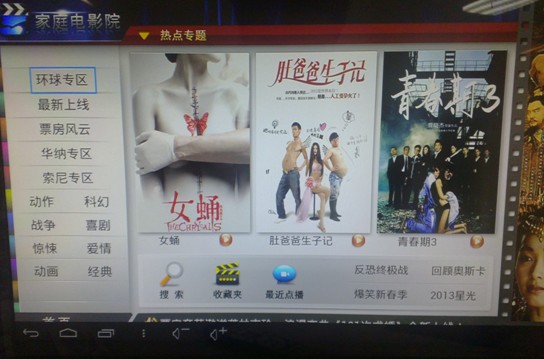 家庭电影院
热点专题
环球专区
最新上线
票房风云
华纳专区
索尼专区
动作 科幻
战争 喜剧
惊悚 爱情
动画 经典
女蛹
THE CHRYSALIS
肚爸爸生子记
青春期3
女蛹
肚爸爸生子记
青春期3
搜索
收藏夹
最近点播
反恐终极战
回顾奥斯卡
爆笑新春季
2013星光